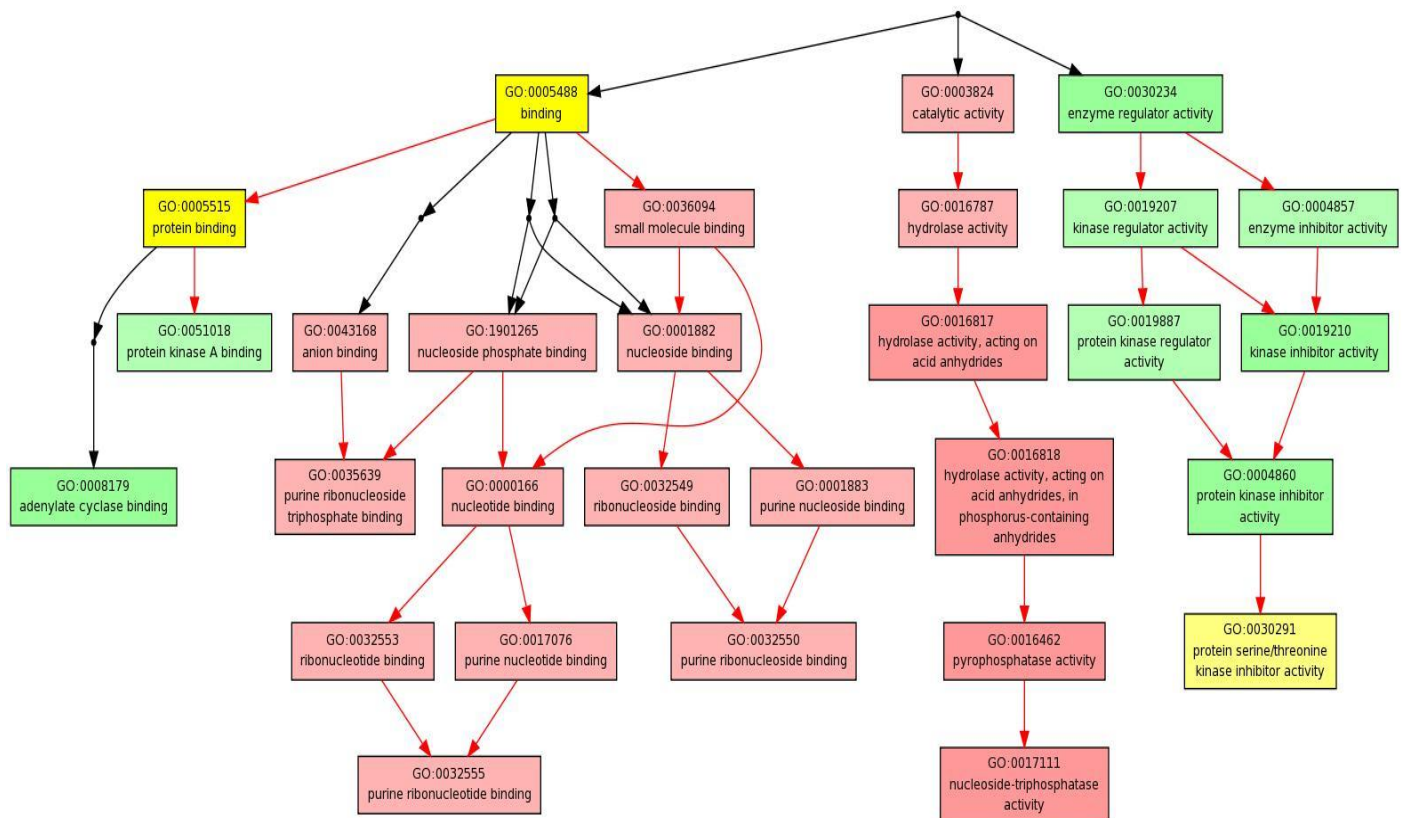 GO:0005488
binding
GO:0003824
catalytic activity
GO:0030234
enzyme regulator activity
GO:0005515
protein binding
GO:0036094
small molecule binding
GO:0016787
hydrolase activity
GO:0019207
kinase regulator activity
GO:0004857
enzyme inhibitor activity
GO:0051018
protein kinase A binding
GO:0043168
anion binding
GO:1901265
nucleoside phosphate binding
GO:0001882
nucleoside binding
GO:0016817
hydrolase activity, acting on
acid anhydrides
GO:0019887
protein kinase regulator
activity
GO:0019210
kinase inhibitor activity
GO:0008179
adenylate cyclase binding
GO:0035639
purine ribonucleoside
triphosphate binding
GO:0000166
nucleotide binding
GO:0032549
ribonucleoside binding
GO:0001883
purine nucleoside binding
GO:0016818
hydrolase activity, acting on
acid anhydrides, in
phosphorus-containing
anhydrides
GO:0004860
protein kinase inhibitor
activity
GO:0032553
ribonucleotide binding
GO:0017076
purine nucleotide binding
GO:0032550
purine ribonucleoside binding
GO:0016462
pyrophosphatase activity
GO:0030291
protein serine/threonine
kinase inhibitor activity
GO:0032555
purine ribonucleotide binding
GO:0017111
nucleoside-triphosphatase
activity